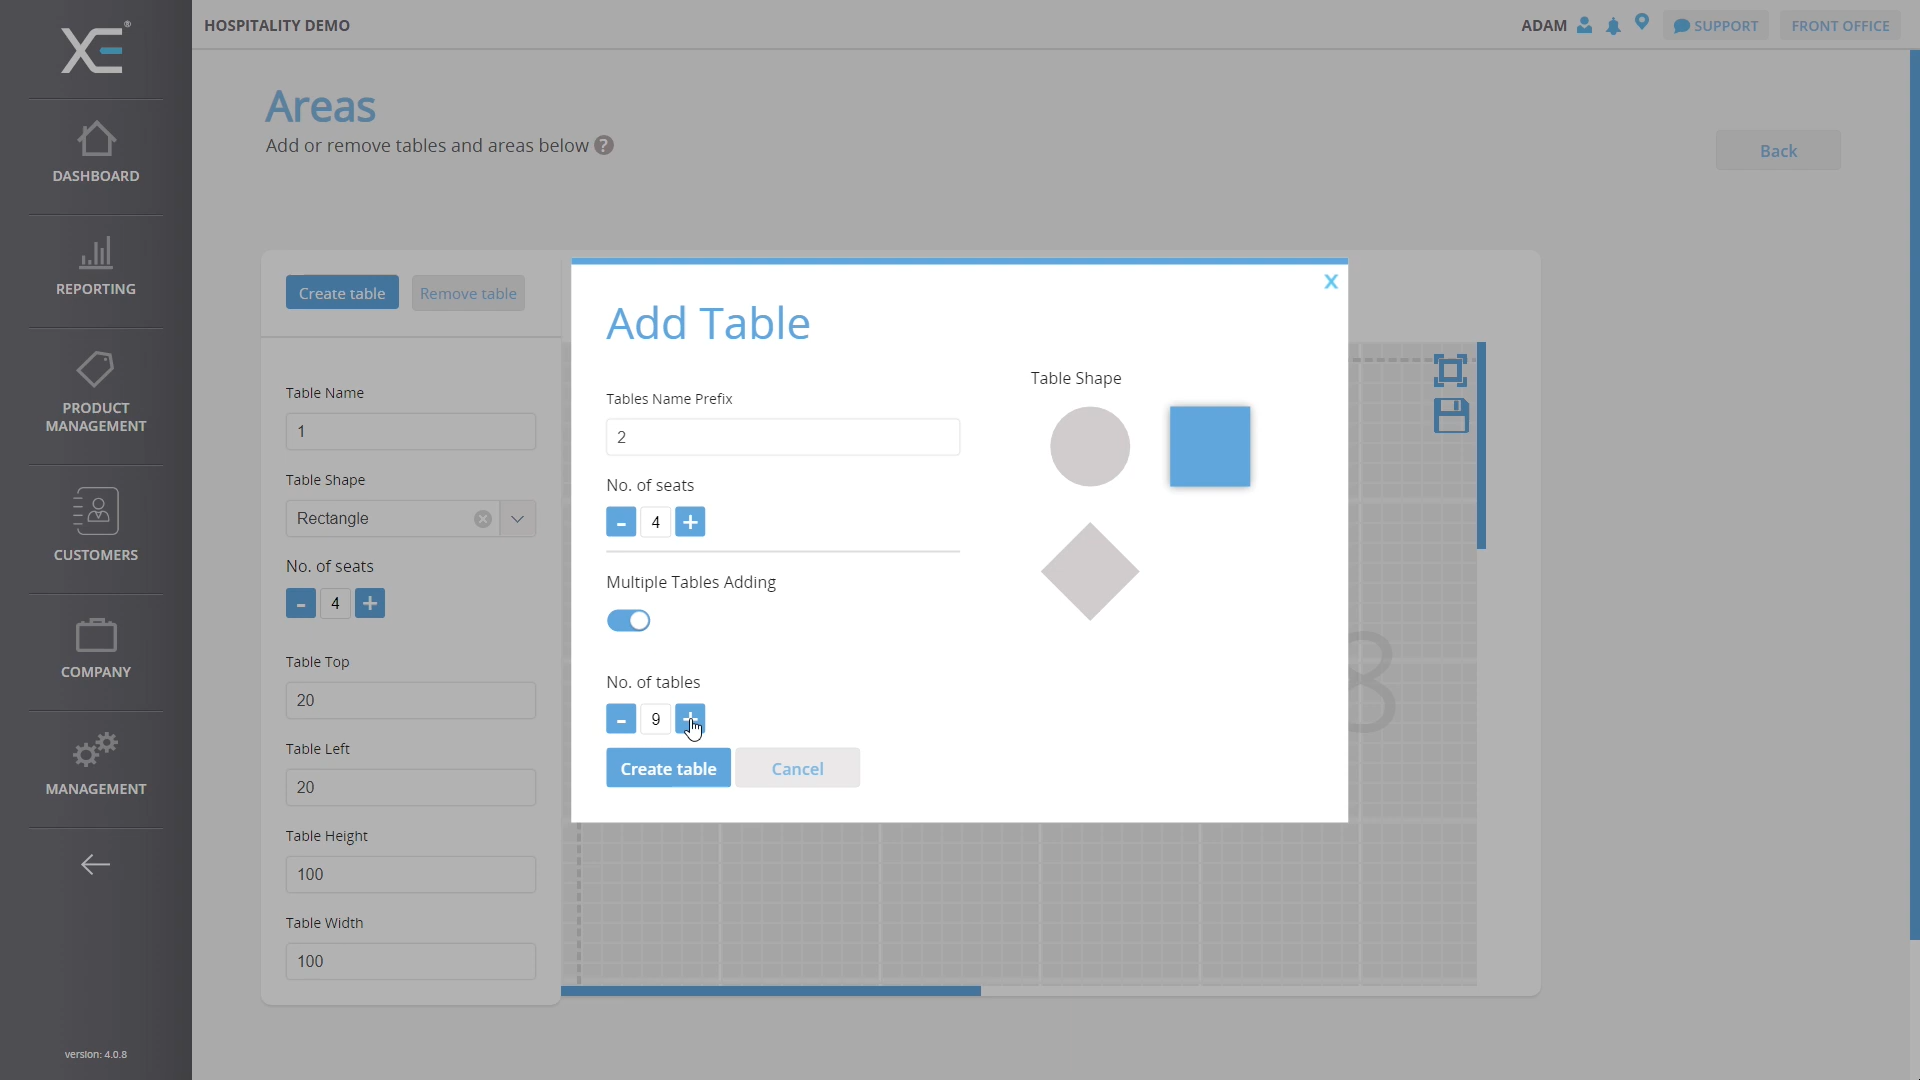 XE®
HOSPITALITY DEMO
ADAM
SUPPORT
FRONT OFFICE
DASHBOARD
REPORTING
PRODUCT
MANAGEMENT
CUSTOMERS
COMPANY
MANAGEMENT
version: 4.0.8
Areas
Add or remove tables and areas below ?
Back
Create table
Remove table
Table Name
1
Table Shape
Rectangle
No. of seats
- 4 +
Table Top
20
Table Left
20
Table Height
100
Table Width
100
X
Add Table
Tables Name Prefix
2
No. of seats
- 4 +
Multiple Tables Adding
No. of tables
- 9 +
Create table
Cancel
Table Shape
8